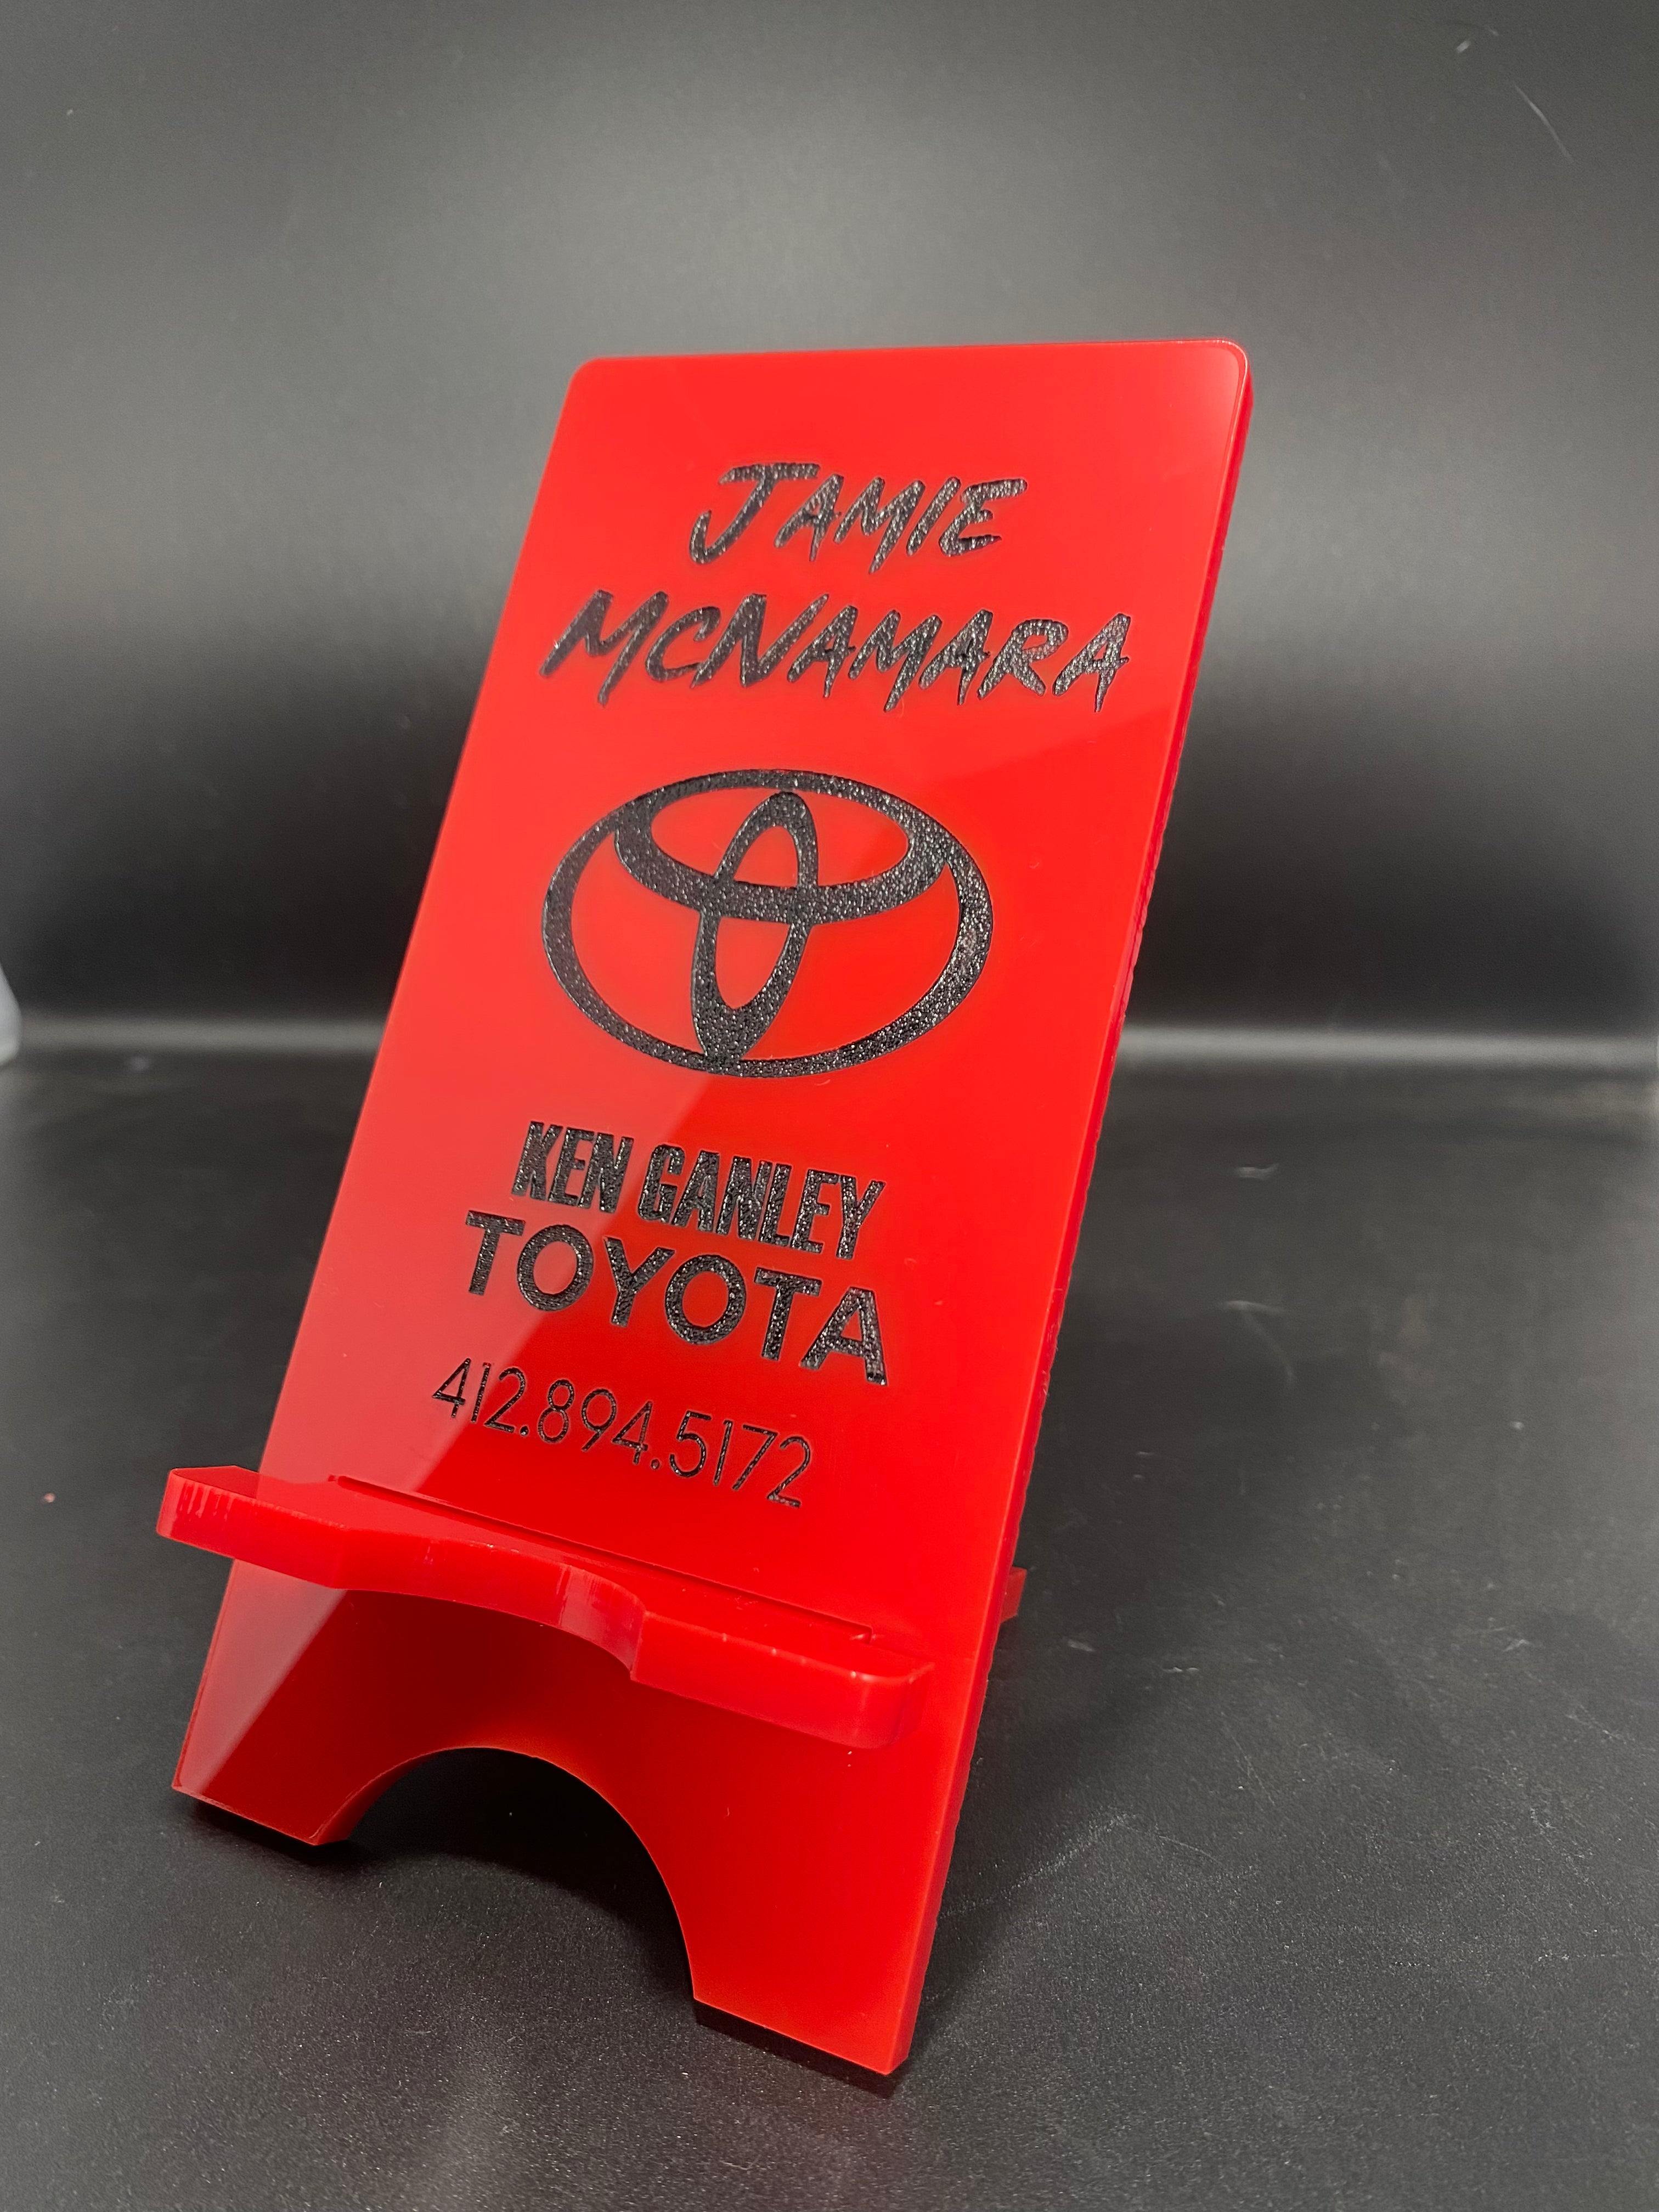 JAMIE
MCNAMARA
KEN GANLEY
TOYOTA
412.894.5172